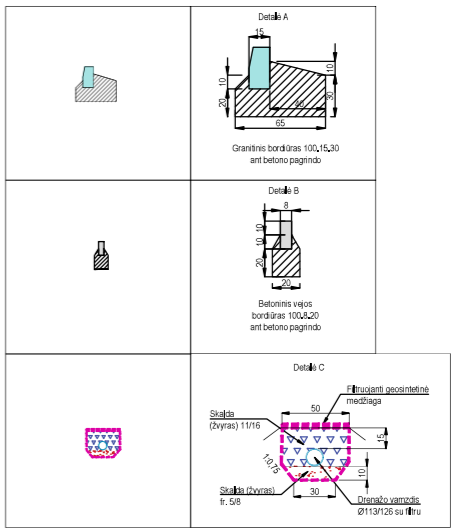 Detalė A
15
10
10
20
30
40
65
Granitinis bordiūras 100.15.30
ant betono pagrindo
Detalė B
8
10
10
20
20
Betoninis vejos
bordiūras 100.8.20
ant betono pagrindo
Detalė C
Filtruojanti geosintetinė
medžiaga
50
Skalda
(žvyras) 11/16
15
1:0.75
10
Skalda (žvyras)
fr. 5/8
30
Drenažo vamzdis
Ø113/126 su filtru